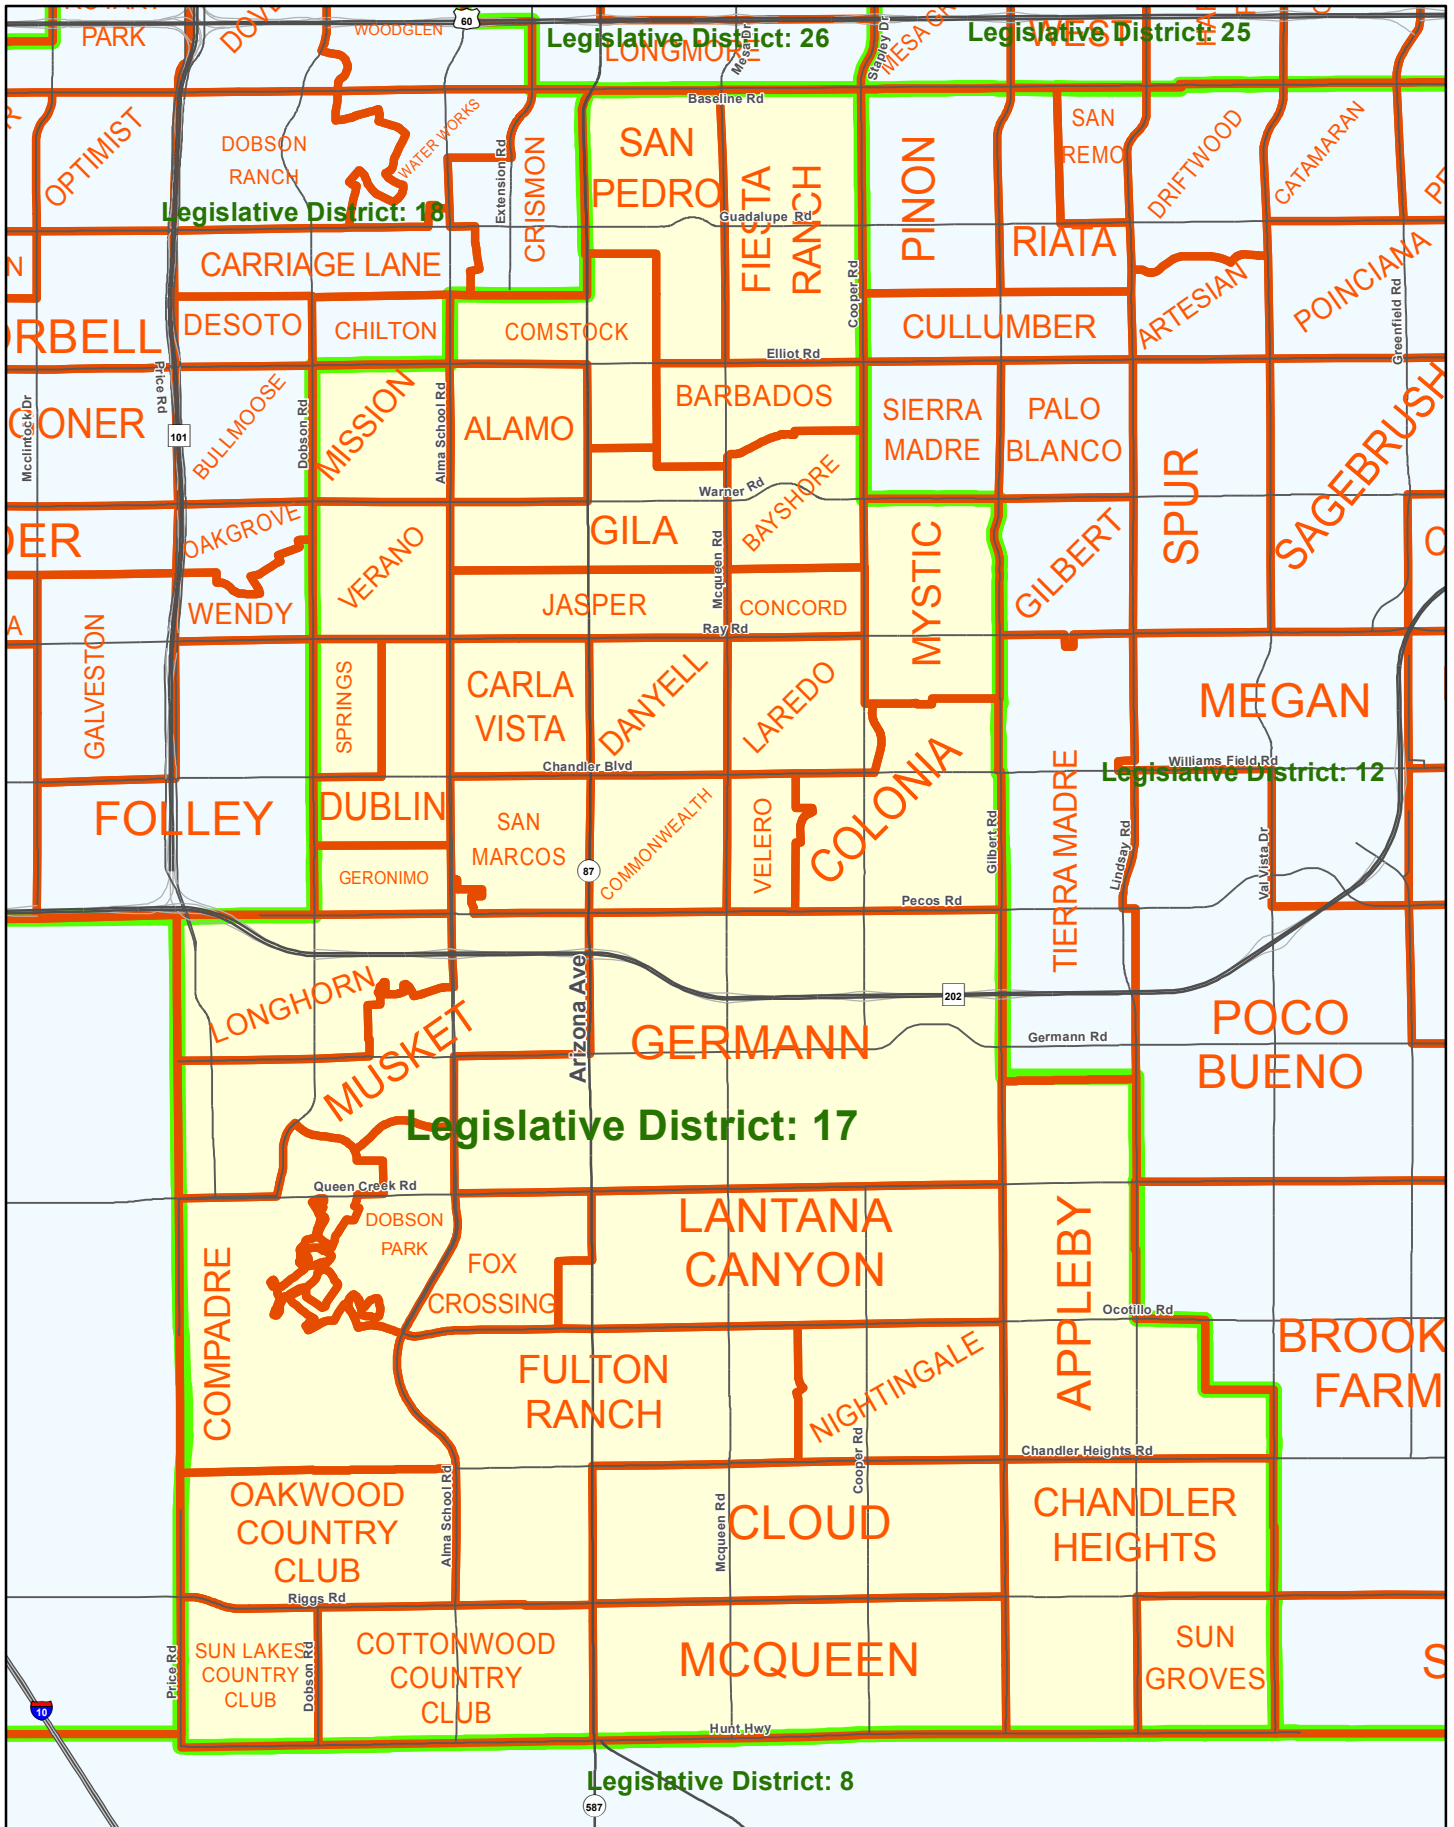 60
PARK
WOODGLEN
Legislative District: 26
LONGMORE
Mesa Dr
Stapley Dr
Legislative District: 25
WEST
Baseline Rd
OPTIMIST
DOBSON
RANCH
WATER WORKS
Extension Rd
CRISMON
SAN
PEDRO
FIESTA
RANCH
PINON
SAN
REMO
DRIFTWOOD
CATAMARAN
Legislative District: 18
Guadalupe Rd
CARRIAGE LANE
RIATA
ARTESIAN
POINCIANA
Greenfield Rd
Cooper Rd
DESOTO
CHILTON
COMSTOCK
CULLUMBER
ORBELL
Elliot Rd
Price Rd
101
Mcclintock Dr
BULLMOOSE
Dobson Rd
MISSION
Alma School Rd
ALAMO
BARBADOS
SIERRA
MADRE
PALO
BLANCO
SPUR
SAGEBRUSH
CONER
Warner Rd
BAYSHORE
OAKGROVE
VERANO
GILA
Mcqueen Rd
MYSTIC
GILBERT
DER
WENDY
JASPER
CONCORD
Ray Rd
A
GALVESTON
SPRINGS
CARLA
VISTA
DANYELL
LAREDO
MEGAN
Chandler Blvd
COLONIA
TIERRA MADRE
Williams Field Rd
Legislative District: 12
FOLLEY
DUBLIN
SAN
MARCOS
COMMONWEALTH
VELERO
Gilbert Rd
Lindsay Rd
Val Vista Dr
GERONIMO
87
Pecos Rd
LONGHORN
Arizona Ave
202
MUSKET
GERMANN
Germann Rd
POCO
BUENO
Legislative District: 17
Queen Creek Rd
DOBSON
PARK
COMPADRE
FOX
CROSSING
LANTANA
CANYON
APPLEBY
Ocotillo Rd
BROOK
FARM
FULTON
RANCH
NIGHTINGALE
Cooper Rd
Chandler Heights Rd
OAKWOOD
COUNTRY
CLUB
Alma School Rd
Mcqueen Rd
CLOUD
CHANDLER
HEIGHTS
Riggs Rd
Price Rd
SUN LAKES
COUNTRY
CLUB
Dobson Rd
COTTONWOOD
COUNTRY
CLUB
MCQUEEN
SUN
GROVES
S
10
Hunt Hwy
Legislative District: 8
587